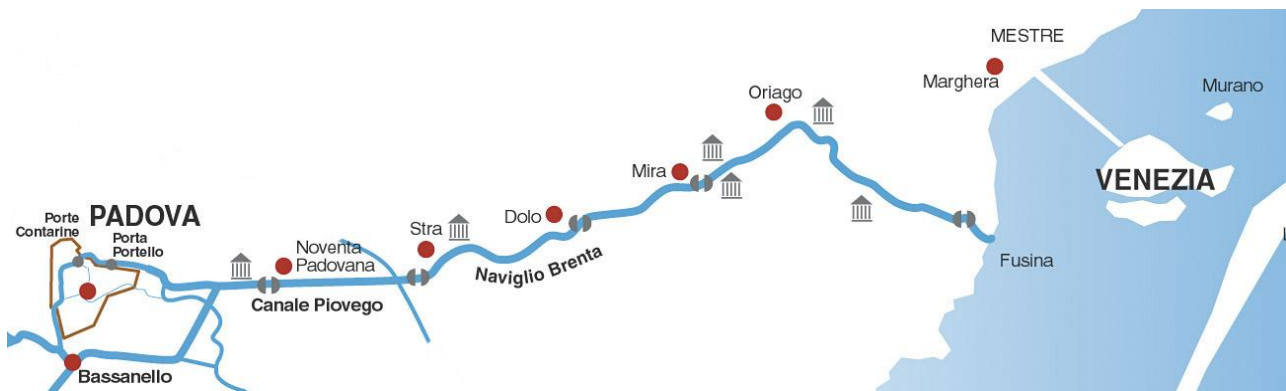 MESTRE
Marghera
Murano
Oriago
VENEZIA
Mira
PADOVA
Porte
Contarine
Porta
Portello
Dolo
Stra
Noventa
Padovana
Naviglio Brenta
Fusina
Canale Piovego
Bassanello